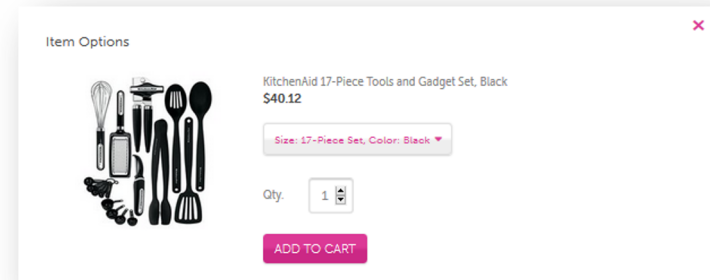 Item Options
KitchenAid 17-Piece Tools and Gadget Set, Black
$40.12
Size: 17-Piece Set, Color: Black
Qty.
1
ADD TO CART